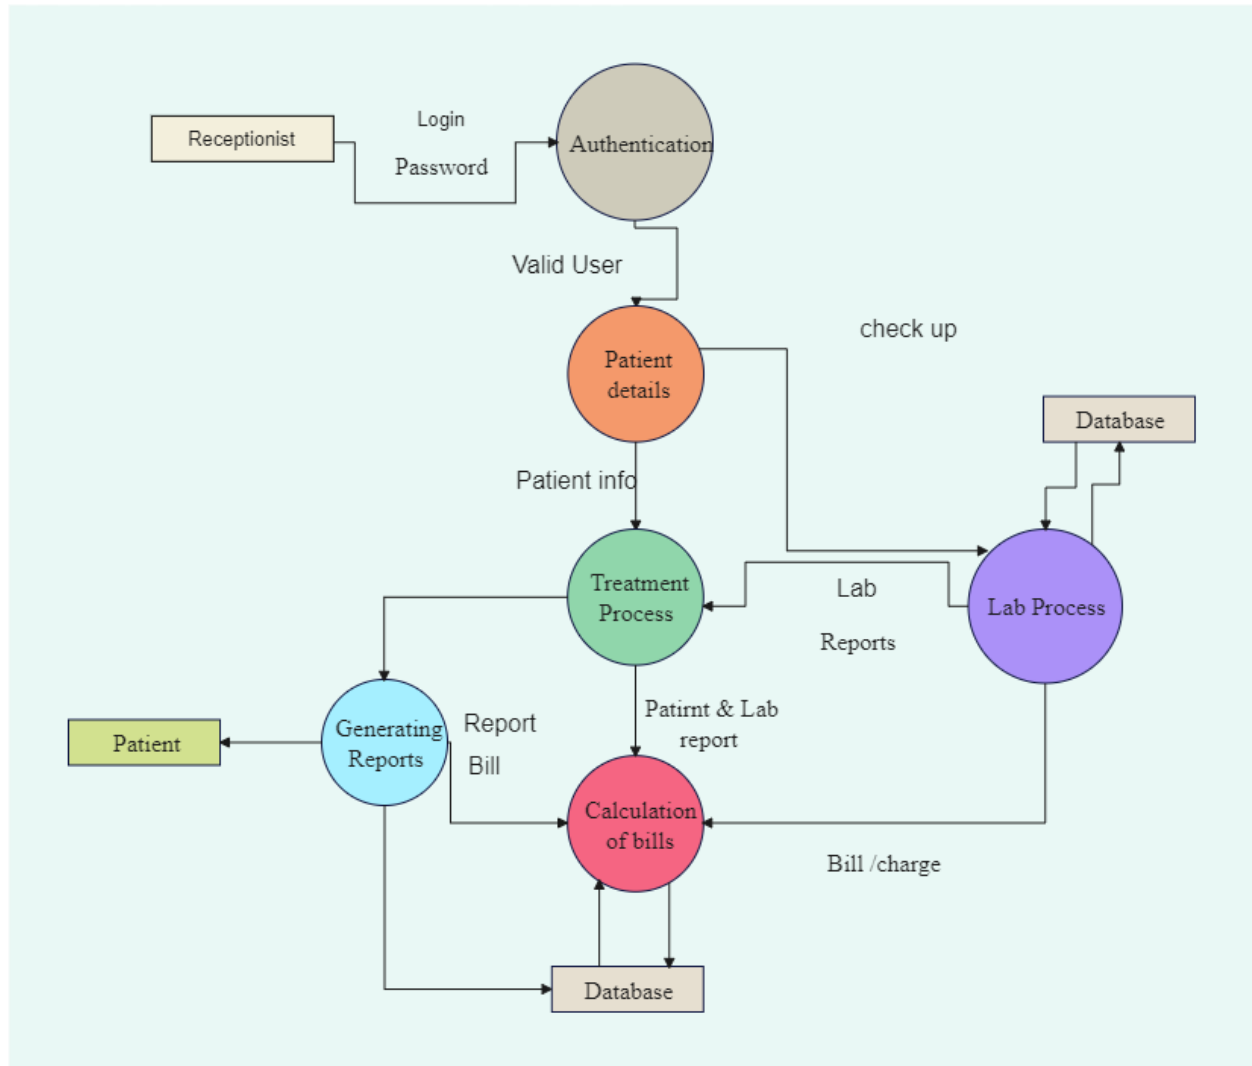 Login
Receptionist
Password
Authentication
Valid User
check up
Patient
details
Database
Patient info
Treatment
Process
Lab
Reports
Lab Process
Patirnt & Lab
report
Generating
Reports
Report
Bill
Patient
Calculation
of bills
Bill /charge
Database